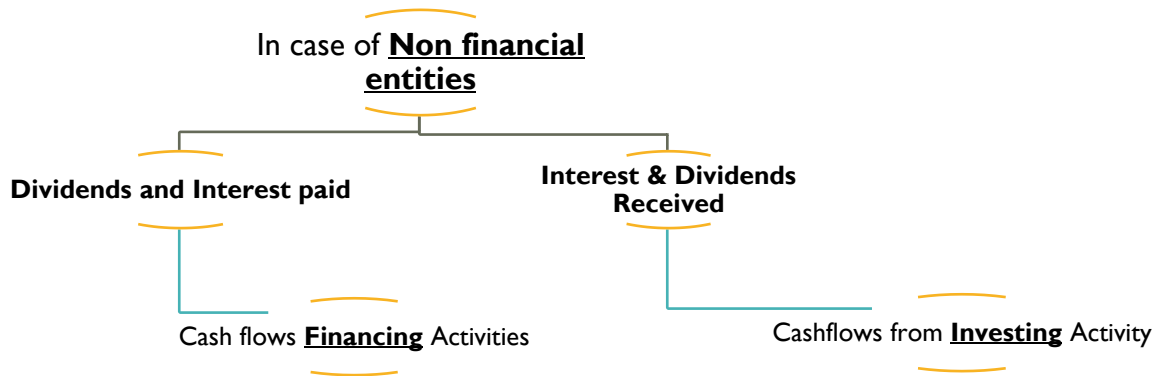 In case of Non financial
entities
Dividends and Interest paid
Interest & Dividends
Received
Cash flows Financing Activities
Cashflows from Investing Activity